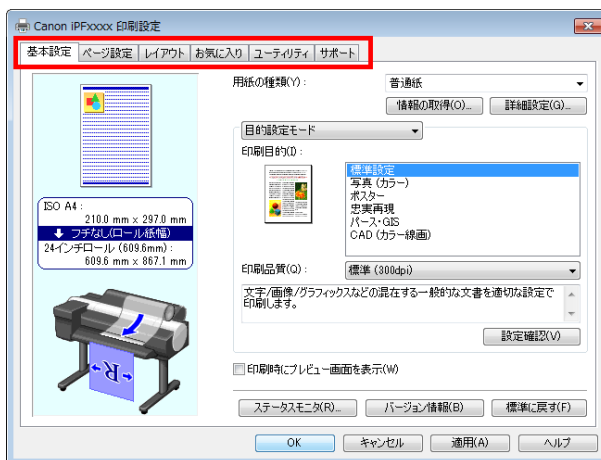 Canon iPFxxxx 印刷設定
基本設定 ページ設定 レイアウト お気に入り ユーティリティ サポート
用紙の種類(Y): 普通紙
情報の取得(O)... 詳細設定(G)...
目的設定モード
印刷目的(I):
標準設定
写真 (カラー)
ポスター
忠実再現
パース・GIS
CAD (カラー線画)
ISO A4 :
210.0 mm x 297.0 mm
フチなし(ロール紙幅)
24インチロール (609.6mm) :
609.6 mm x 867.1 mm
印刷品質(Q): 標準 (300dpi)
文字/画像/グラフィックスなどの混在する一般的な文書を適切な設定で
印刷します。
設定確認(V)
R
印刷時にプレビュー画面を表示(W)
ステータスモニタ(R)... バージョン情報(B) 標準に戻す(F)
OK キャンセル 適用(A) ヘルプ